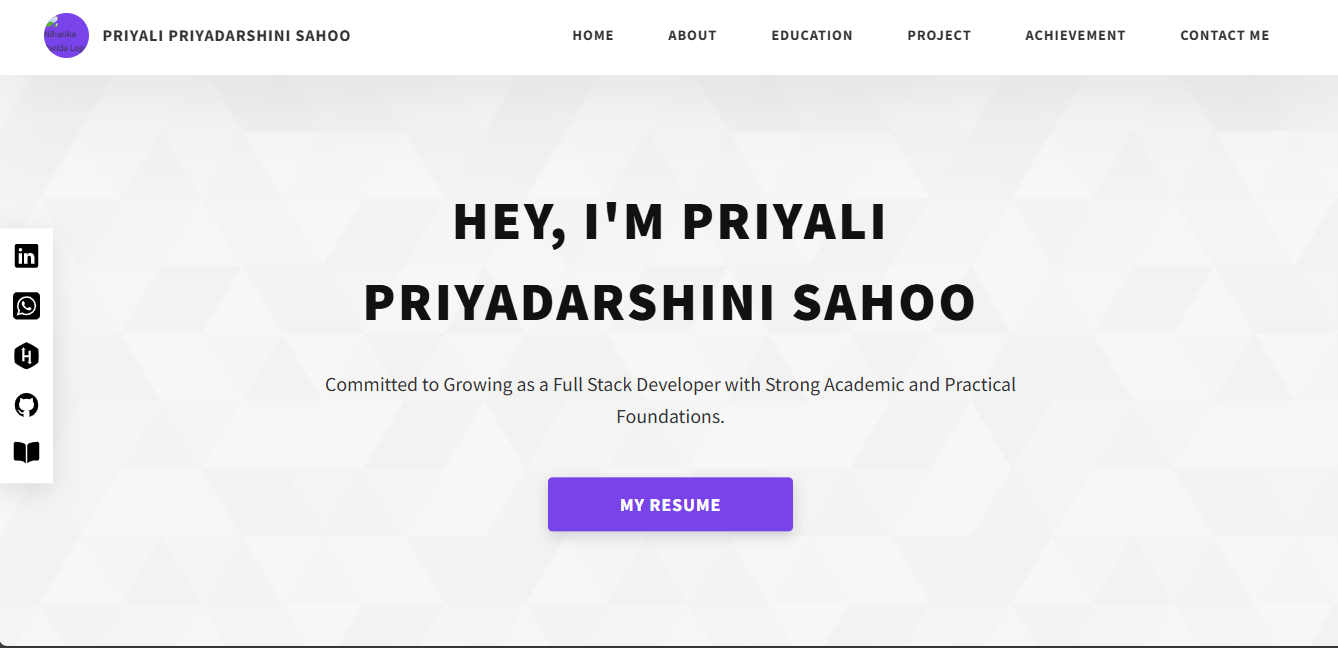 Niharika
Parida Logo
PRIYALI PRIYADARSHINI SAHOO
HOME
ABOUT
EDUCATION
PROJECT
ACHIEVEMENT
CONTACT ME
HEY, I'M PRIYALI
PRIYADARSHINI SAHOO
Committed to Growing as a Full Stack Developer with Strong Academic and Practical
Foundations.
MY RESUME